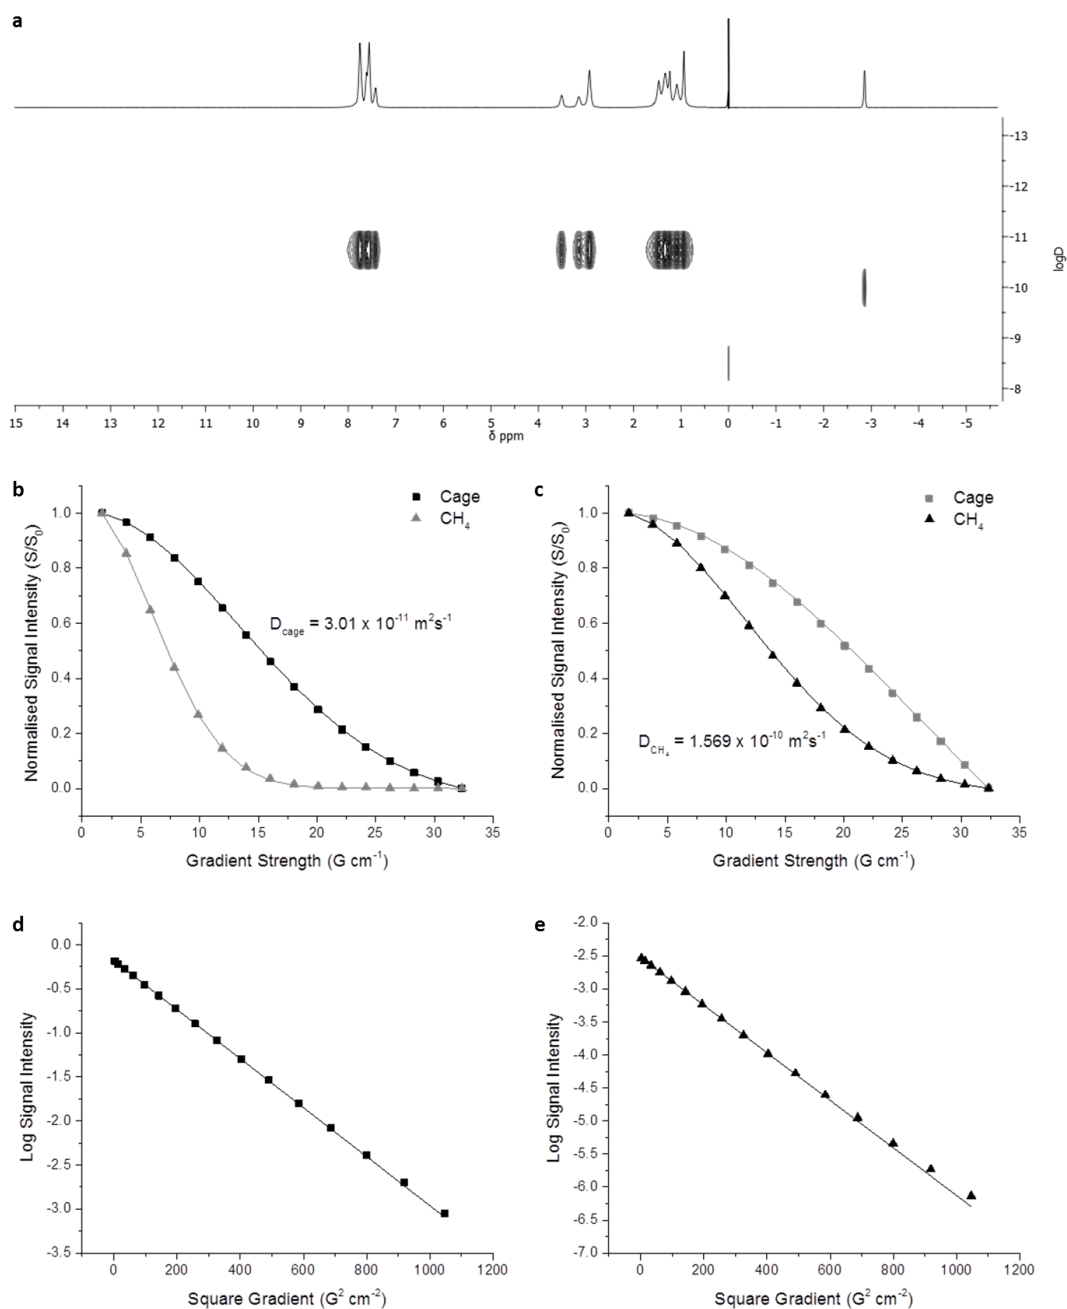 a
-13
-12
-11
-10
-9
-8
logD
15 14 13 12 11 10 9 8 7 6 5 4 3 2 1 0 -1 -2 -3 -4 -5
δ ppm
b
Cage
CH4
1.0
0.8
0.6
0.4
0.2
0.0
Normalised Signal Intensity (S/S0)
Dcage = 3.01 x 10-11 m2s-1
0 5 10 15 20 25 30 35
Gradient Strength (G cm-1)
c
Cage
CH4
1.0
0.8
0.6
0.4
0.2
0.0
Normalised Signal Intensity (S/S0)
DCH4 = 1.569 x 10-10 m2s-1
0 5 10 15 20 25 30 35
Gradient Strength (G cm-1)
d
0.0
-0.5
-1.0
-1.5
-2.0
-2.5
-3.0
-3.5
Log Signal Intensity
0 200 400 600 800 1000 1200
Square Gradient (G2 cm-2)
e
-2.0
-2.5
-3.0
-3.5
-4.0
-4.5
-5.0
-5.5
-6.0
-6.5
-7.0
Log Signal Intensity
0 200 400 600 800 1000 1200
Square Gradient (G2 cm-2)